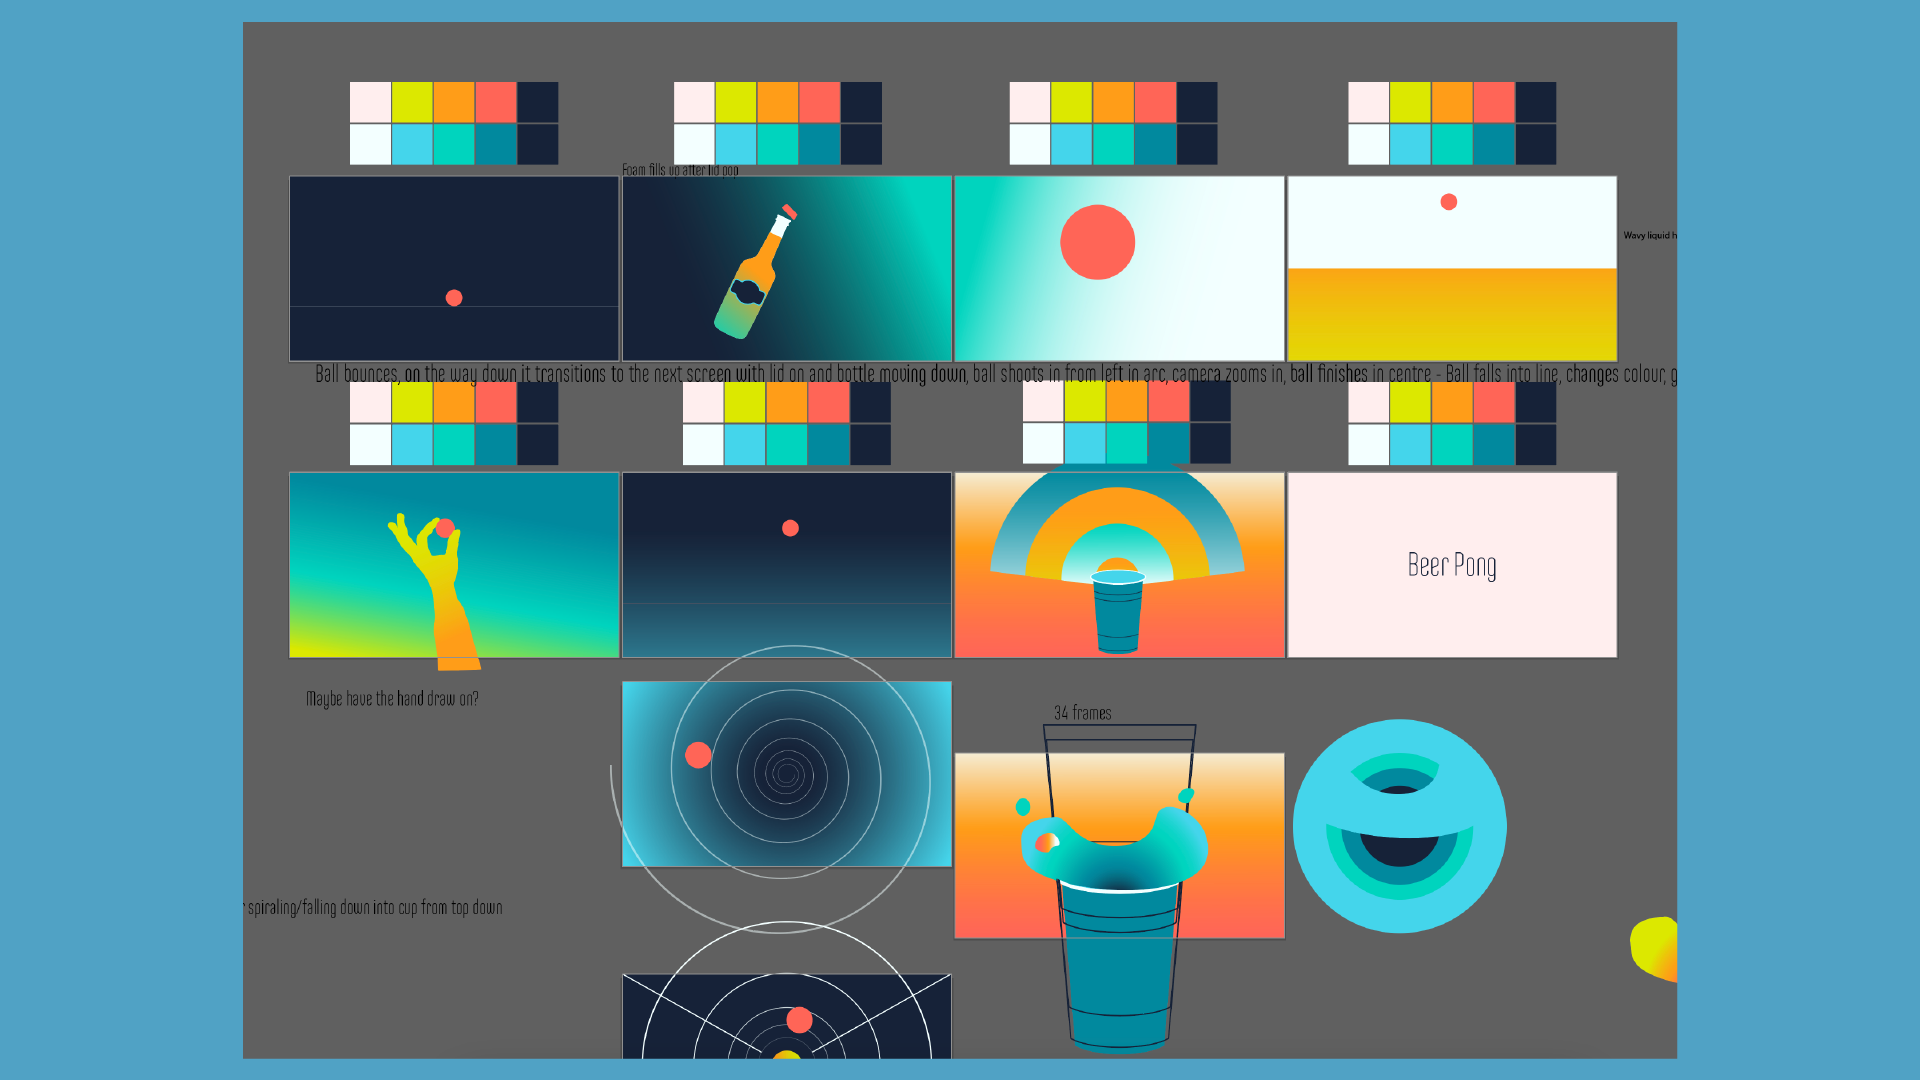 Foam fills up after lid pop
Wavy liquid h
Ball bounces, on the way down it transitions to the next screen with lid on and bottle moving down, ball shoots in from left in arc, camera zooms in, ball finishes in centre - Ball falls into line, changes colour, g
Beer Pong
Maybe have the hand draw on?
34 frames
spiraling/falling down into cup from top down